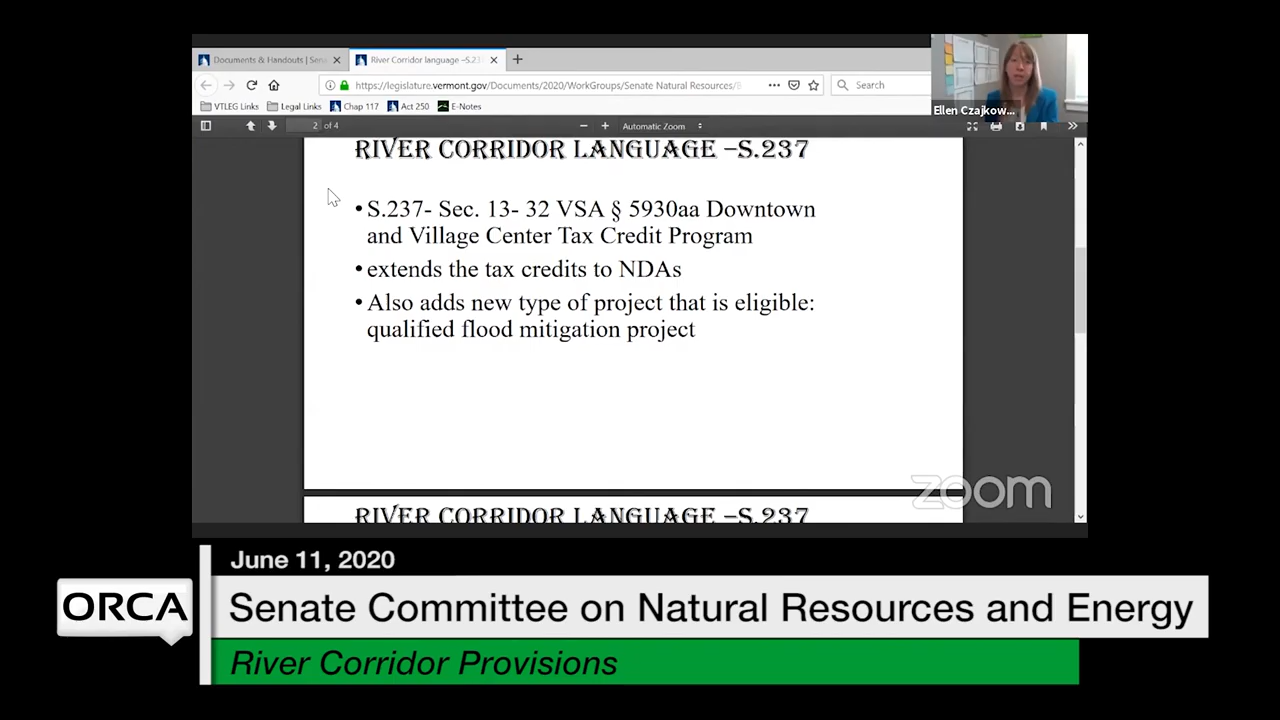 Documents & Handouts | Sen
River Corridor language –S.23
https://legislature.vermont.gov/Documents/2020/WorkGroups/Senate Natural Resources/
Search
VTLEG Links
Legal Links
Chap 117
Act 250
E-Notes
Ellen Czajkow...
2 of 4
Automatic Zoom
RIVER CORRIDOR LANGUAGE –S.237
• S.237- Sec. 13- 32 VSA § 5930aa Downtown
and Village Center Tax Credit Program
• extends the tax credits to NDAs
• Also adds new type of project that is eligible:
qualified flood mitigation project
zoom
RIVER CORRIDOR LANGUAGE –S.237
June 11, 2020
ORCA
Senate Committee on Natural Resources and Energy
River Corridor Provisions